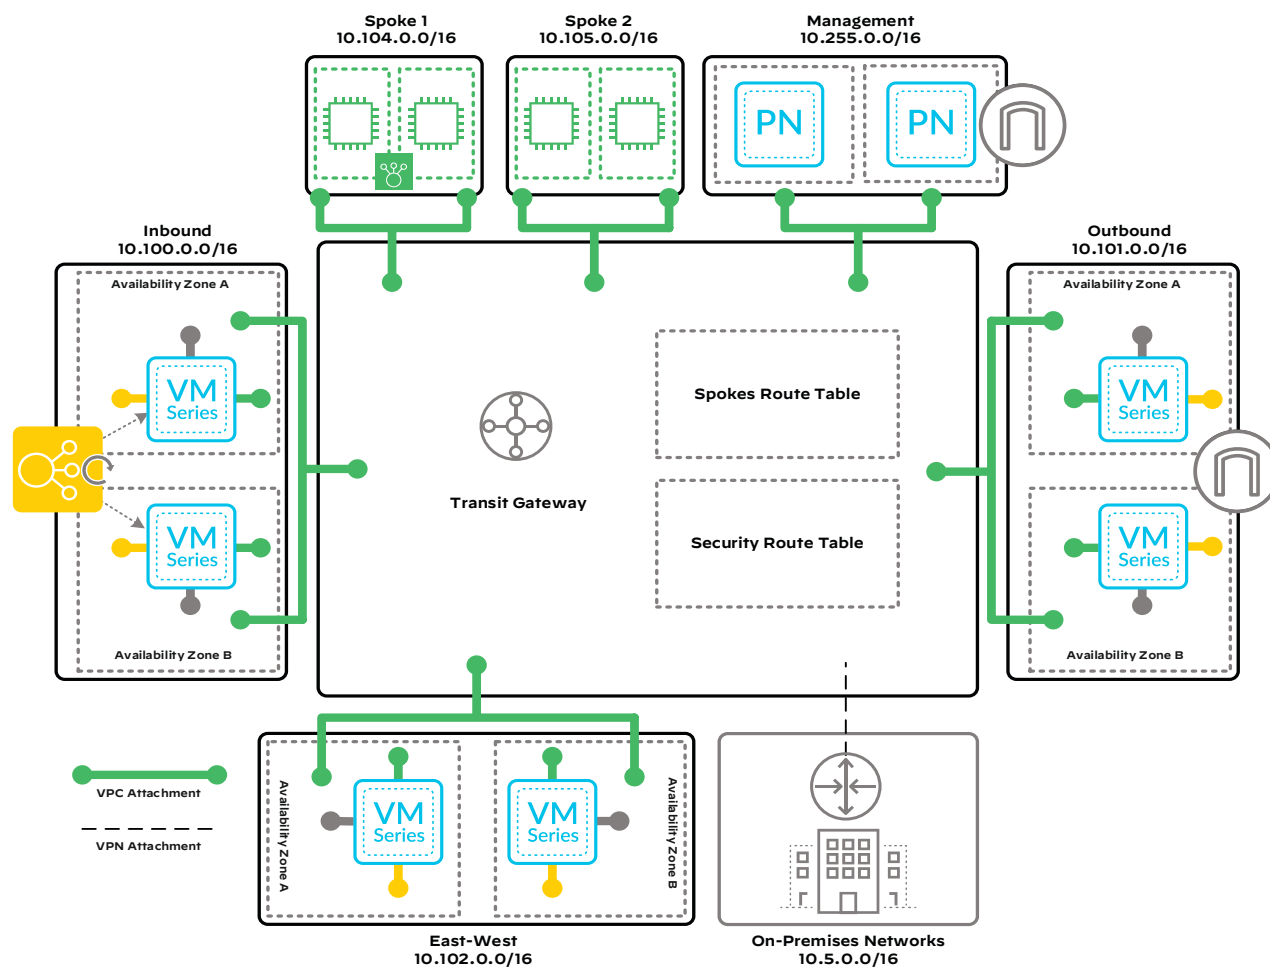 Spoke 1
10.104.0.0/16
Spoke 2
10.105.0.0/16
Management
10.255.0.0/16
PN
PN
Inbound
10.100.0.0/16
Availability Zone A
VM
Series
VM
Series
Availability Zone B
Transit Gateway
Spokes Route Table
Security Route Table
Outbound
10.101.0.0/16
Availability Zone A
VM
Series
VM
Series
Availability Zone B
VPC Attachment
VPN Attachment
Availability Zone A
VM
Series
VM
Series
Availability Zone B
East-West
10.102.0.0/16
On-Premises Networks
10.5.0.0/16